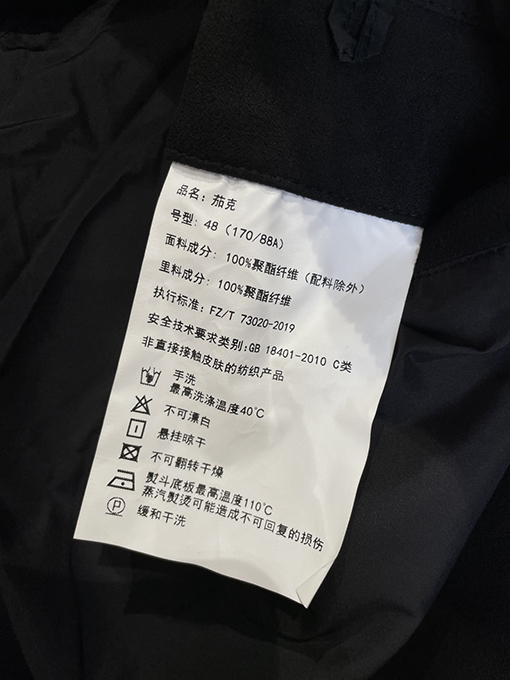 品名：茄克
号型：48（170/88A）
面料成分：100%聚酯纤维（配料除外）
里料成分：100%聚酯纤维
执行标准：FZ/T 73020-2019
安全技术要求类别:GB 18401-2010 C类
非直接接触皮肤的纺织产品
手洗
最高洗涤温度40℃
不可漂白
悬挂晾干
不可翻转干燥
熨斗底板最高温度110℃
蒸汽熨烫可能造成不可回复的损伤
P 缓和干洗